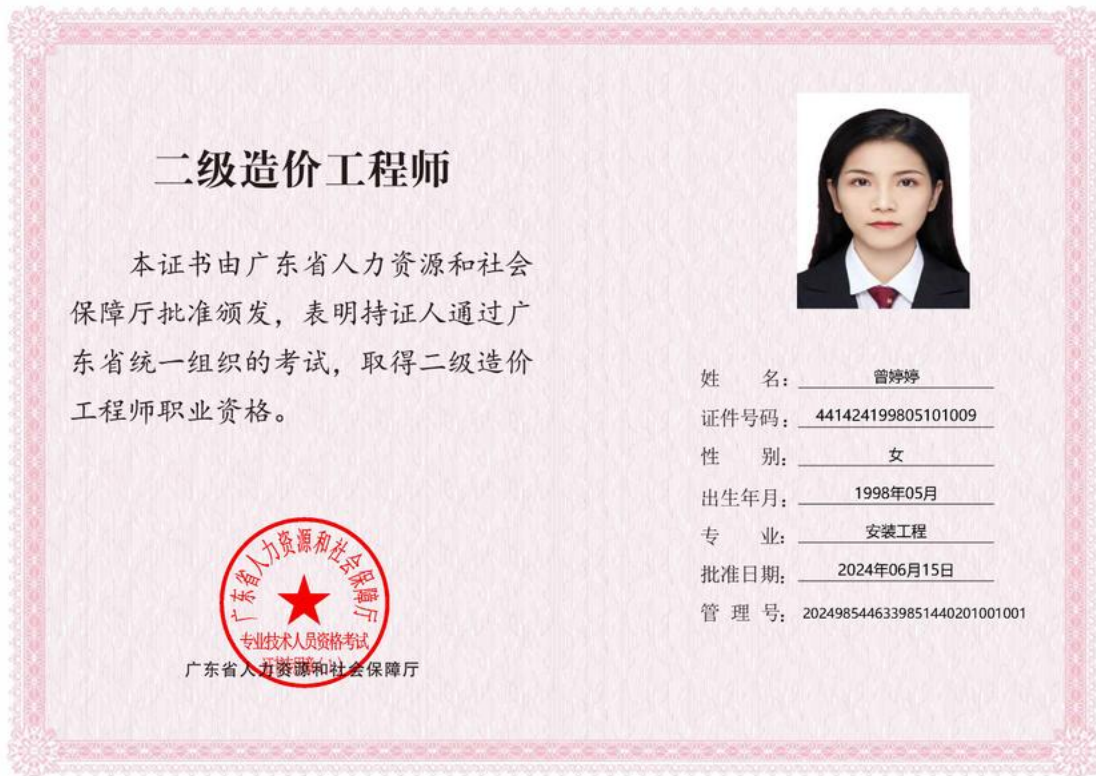 二级造价工程师
本证书由广东省人力资源和社会
保障厅批准颁发，表明持证人通过广
东省统一组织的考试，取得二级造价
工程师职业资格。
姓 名：曾婷婷
证件号码：441424199805101009
性 别：女
出生年月：1998年05月
专 业：安装工程
批准日期：2024年06月15日
管 理 号：20249854463398514402010010​01
广东省人力资源和社会保障厅
专业技术人员资格考试
广东省人力资源和社会保障厅